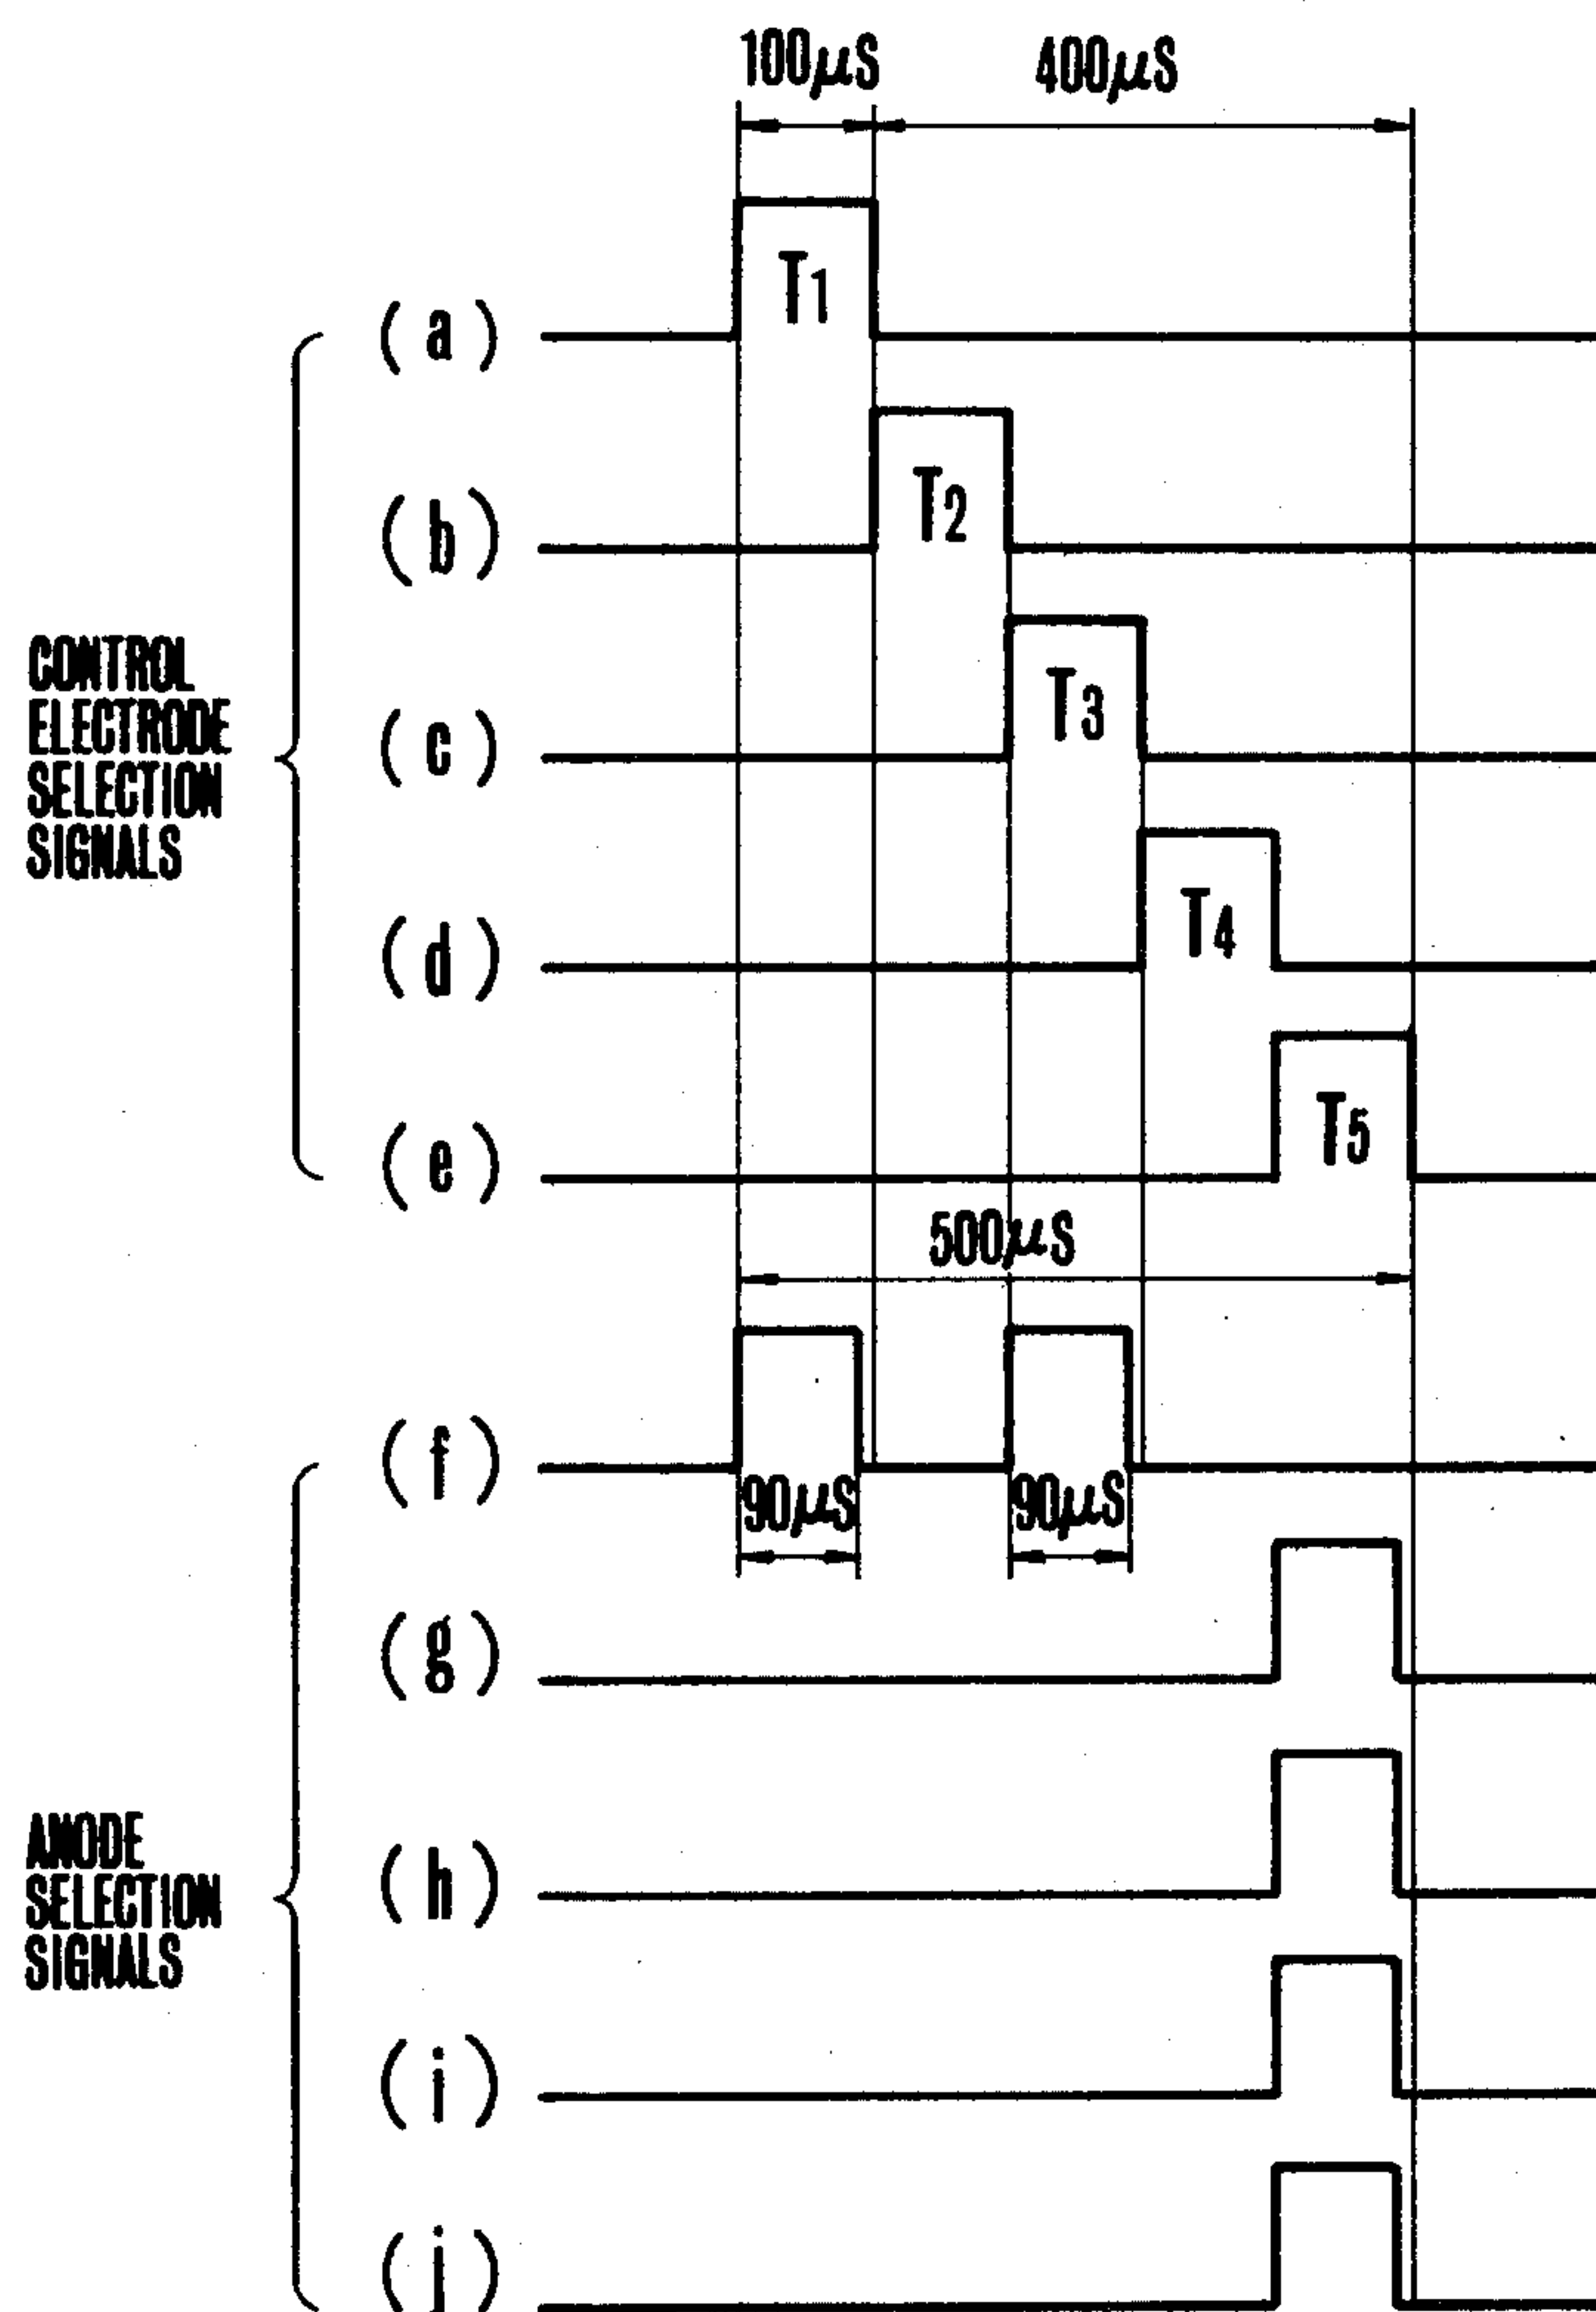 100μS 400μS
T1
(a)
T2
(b)
CONTROL
ELECTRODE
SELECTION
SIGNALS
T3
(c)
T4
(d)
T5
(e)
500μS
(f)
90μS 90μS
(g)
ANODE
SELECTION
SIGNALS
(h)
(i)
(j)